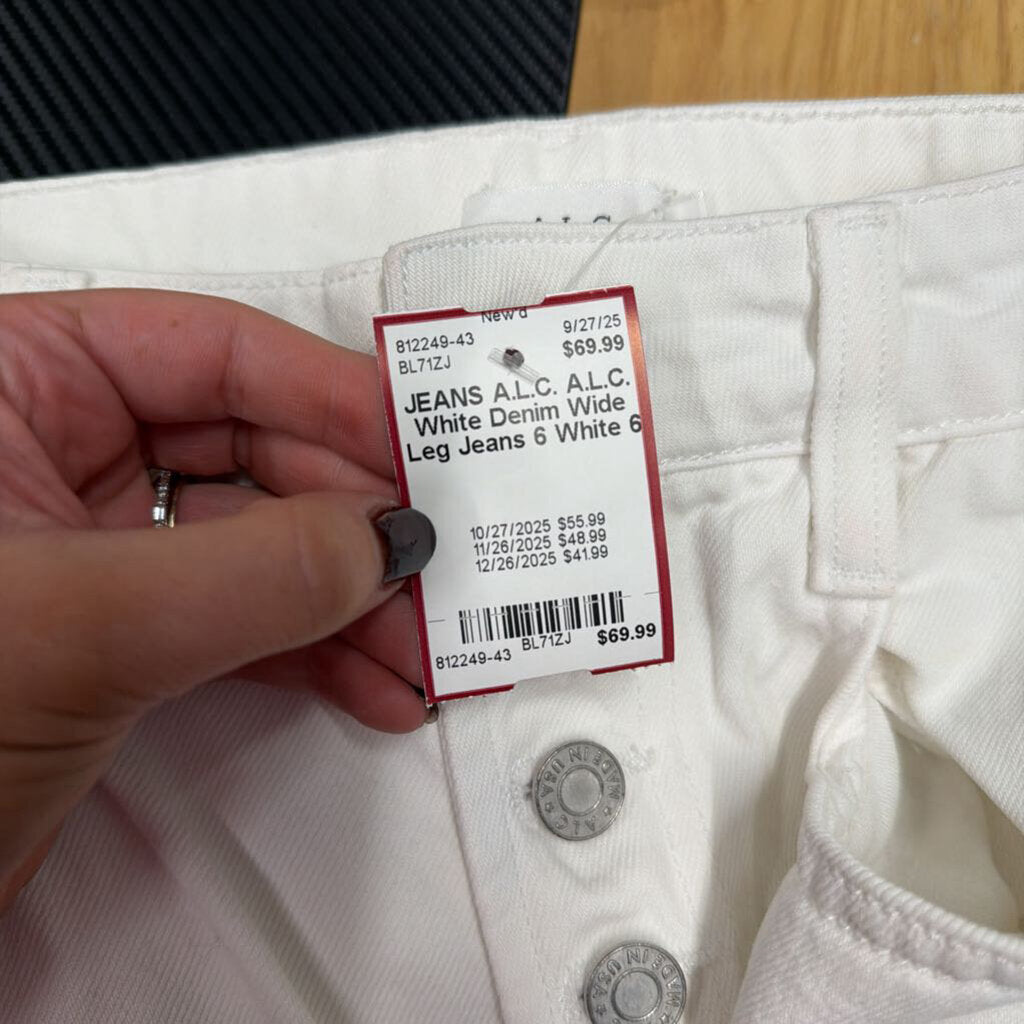 A.L.C.
New'd
812249-43 9/27/25
BL71ZJ $69.99
JEANS A.L.C. A.L.C.
White Denim Wide
Leg Jeans 6 White 6
10/27/2025 $55.99
11/26/2025 $48.99
12/26/2025 $41.99
812249-43 BL71ZJ $69.99
MADE IN USA ALC
MADE IN USA